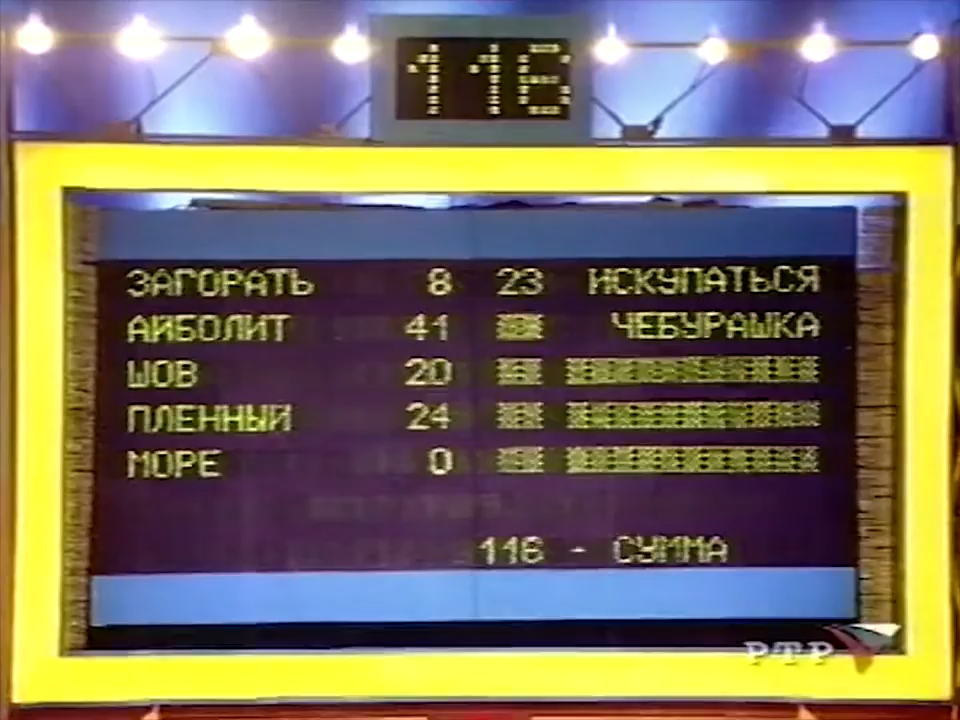 116
ЗАГОРАТЬ 8 23 ИСКУПАТЬСЯ
АЙБОЛИТ 41 ЧЕБУРАШКА
ШОВ 20
ПЛЕННЫЙ 24
МОРЕ 0
116 - СУММА
РТР